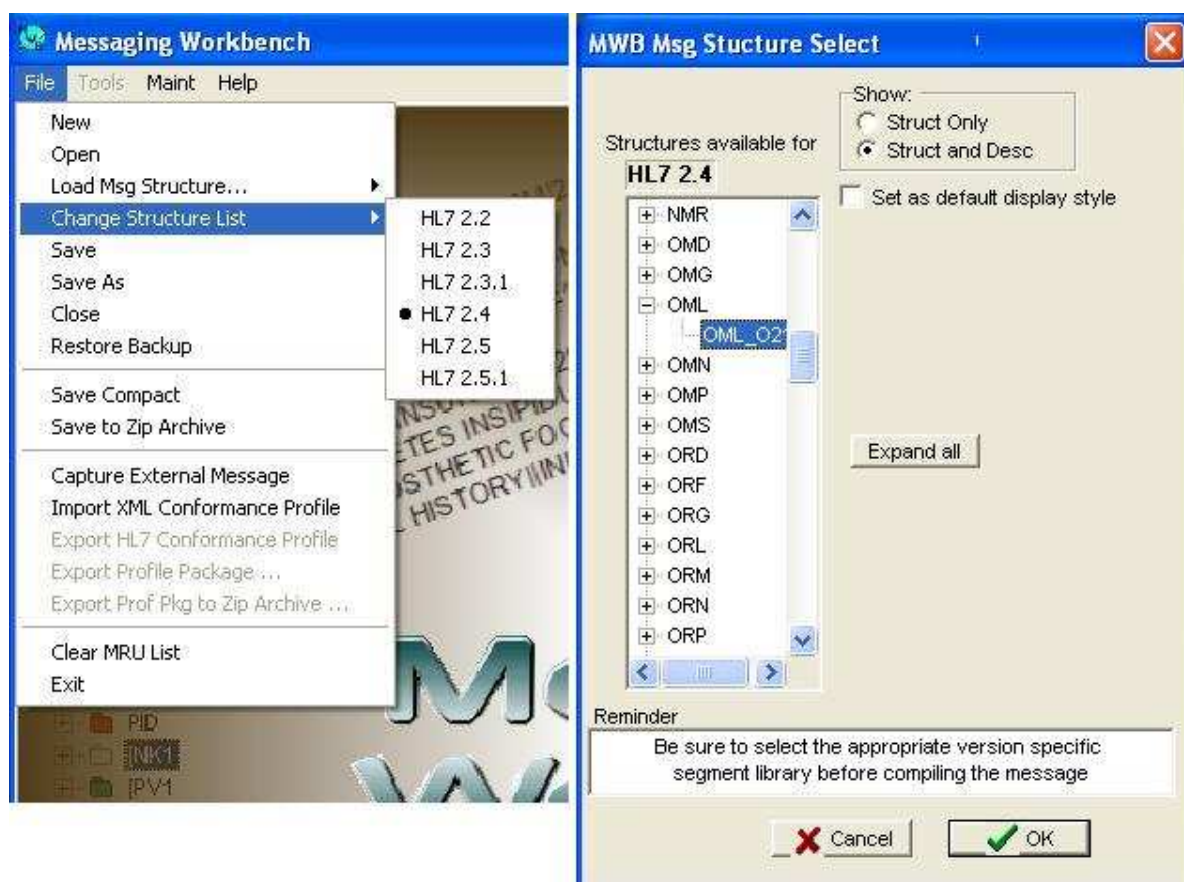 Messaging Workbench
File Tools Maint Help
New
Open
Load Msg Structure...
Change Structure List
Save
Save As
Close
Restore Backup
Save Compact
Save to Zip Archive
Capture External Message
Import XML Conformance Profile
Export HL7 Conformance Profile
Export Profile Package ...
Export Prof Pkg to Zip Archive ...
Clear MRU List
Exit
HL7 2.2
HL7 2.3
HL7 2.3.1
HL7 2.4
HL7 2.5
HL7 2.5.1
ETES INSIPID
OSTHETIC FOO
HISTORY
PID
[NK1
[PV1
MWB Msg Stucture Select
Show:
Struct Only
Struct and Desc
Set as default display style
Structures available for
HL7 2.4
NMR
OMD
OMG
OML
OML_O2
OMN
OMP
OMS
ORD
ORF
ORG
ORL
ORM
ORN
ORP
Expand all
Reminder
Be sure to select the appropriate version specific
segment library before compiling the message
Cancel
OK